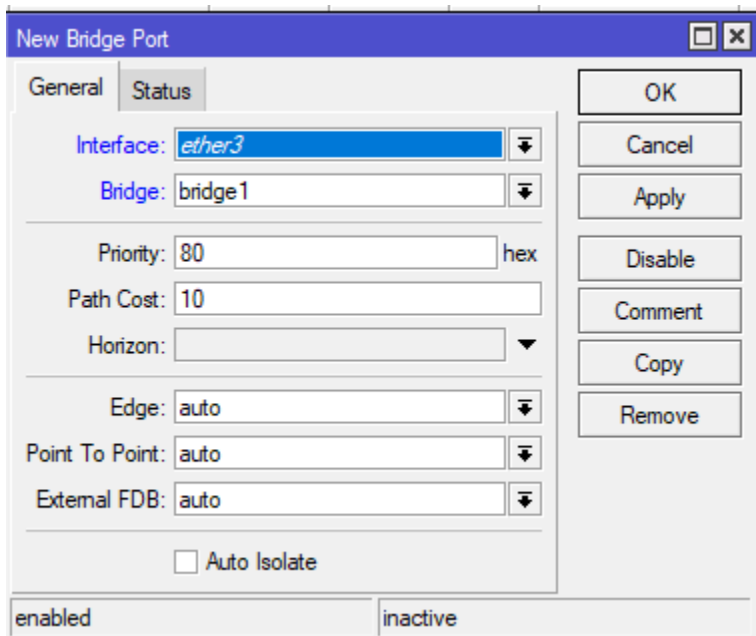 New Bridge Port
General Status
OK
Interface: ether3
Cancel
Bridge: bridge1
Apply
Priority: 80 hex
Disable
Path Cost: 10
Comment
Horizon:
Copy
Edge: auto
Remove
Point To Point: auto
External FDB: auto
Auto Isolate
enabled inactive